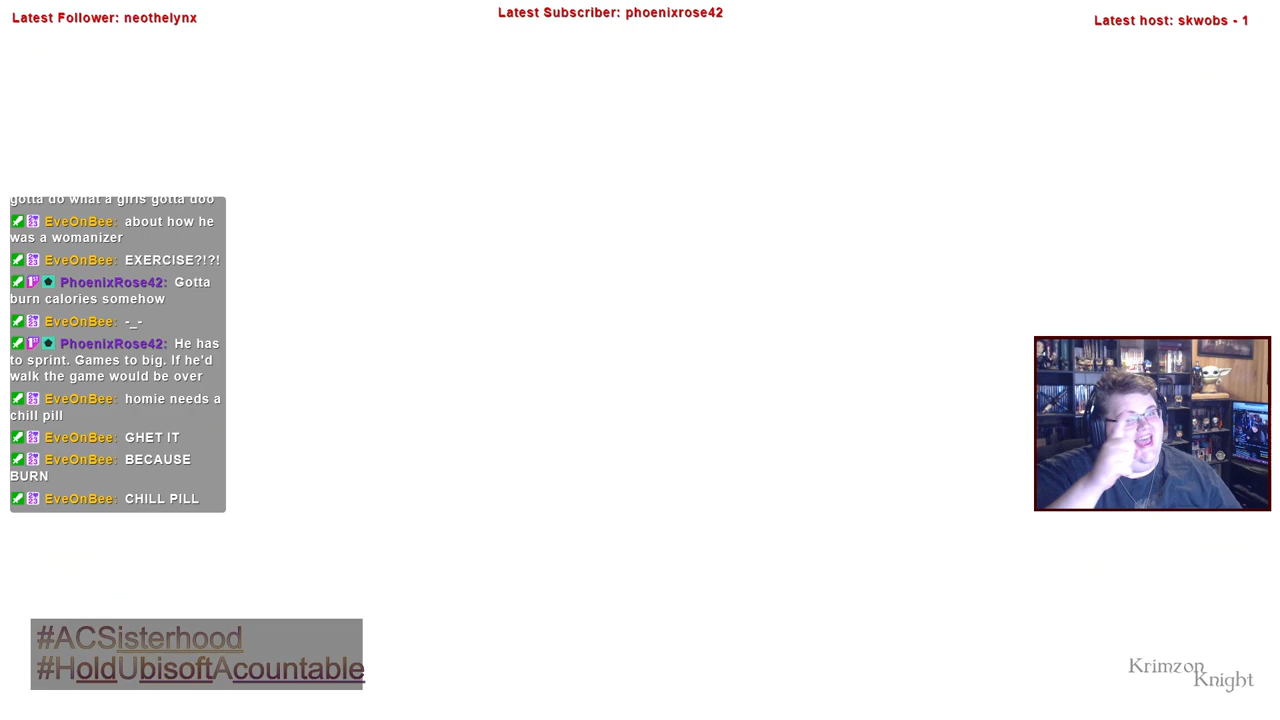 Latest Follower: neothelynx
Latest Subscriber: phoenixrose42
Latest host: skwobs - 1
gotta do what a girls gotta doo
EveOnBee: about how he
was a womanizer
EveOnBee: EXERCISE?!?!
PhoenixRose42: Gotta
burn calories somehow
EveOnBee: -_-
PhoenixRose42: He has
to sprint. Games to big. If he'd
walk the game would be over
EveOnBee: homie needs a
chill pill
EveOnBee: GHET IT
EveOnBee: BECAUSE
BURN
EveOnBee: CHILL PILL
#ACSisterhood
#HoldUbisoftAcountable
Krimzon
Knight